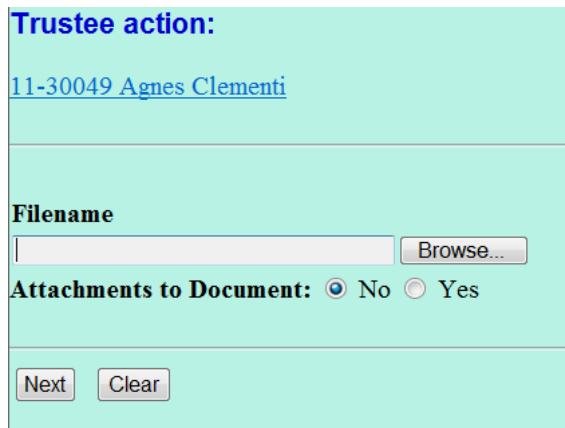 Trustee action:
11-30049 Agnes Clementi
Filename
Browse...
Attachments to Document: No Yes
Next Clear